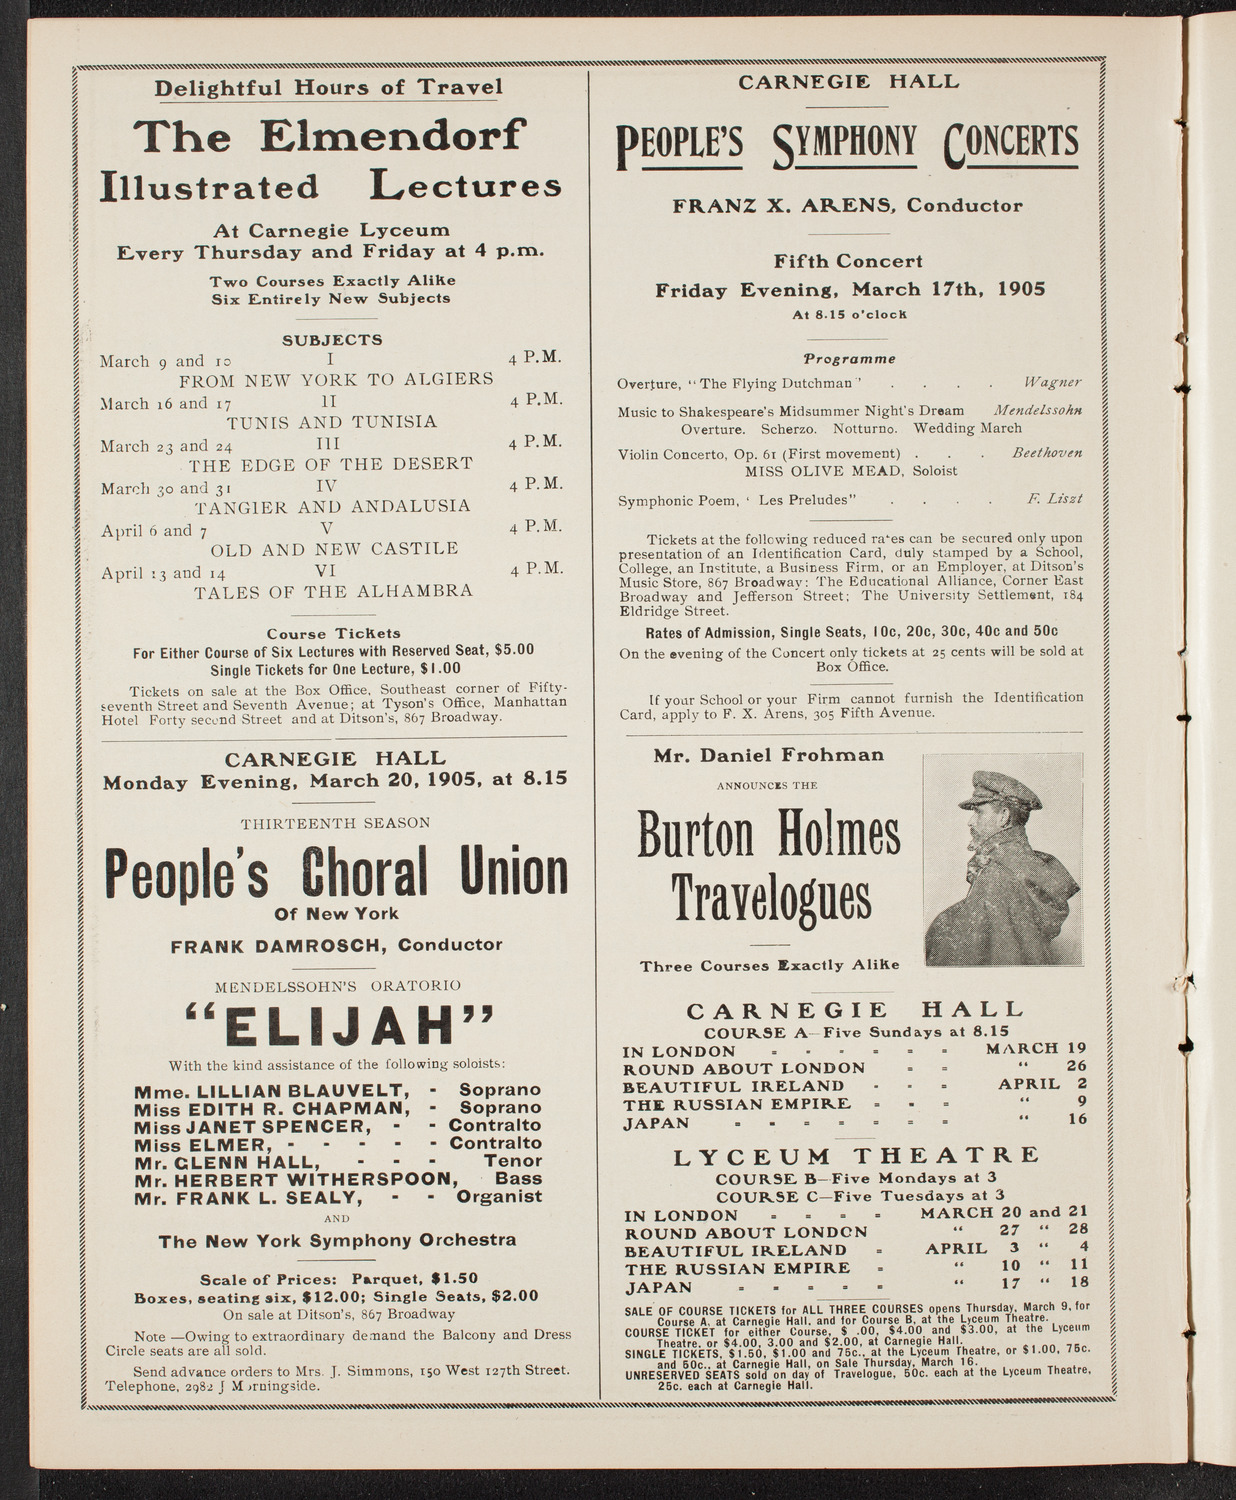 Delightful Hours of Travel
The Elmendorf
Illustrated Lectures
At Carnegie Lyceum
Every Thursday and Friday at 4 p.m.
Two Courses Exactly Alike
Six Entirely New Subjects
SUBJECTS
March 9 and 10 I 4 P.M.
FROM NEW YORK TO ALGIERS
March 16 and 17 II 4 P.M.
TUNIS AND TUNISIA
March 23 and 24 III 4 P.M.
THE EDGE OF THE DESERT
March 30 and 31 IV 4 P.M.
TANGIER AND ANDALUSIA
April 6 and 7 V 4 P.M.
OLD AND NEW CASTILE
April 13 and 14 VI 4 P.M.
TALES OF THE ALHAMBRA
Course Tickets
For Either Course of Six Lectures with Reserved Seat, $5.00
Single Tickets for One Lecture, $1.00
Tickets on sale at the Box Office, Southeast corner of Fifty-
seventh Street and Seventh Avenue; at Tyson's Office, Manhattan
Hotel Forty second Street and at Ditson's, 867 Broadway.
CARNEGIE HALL
Monday Evening, March 20, 1905, at 8.15
THIRTEENTH SEASON
People's Choral Union
Of New York
FRANK DAMROSCH, Conductor
MENDELSSOHN'S ORATORIO
"ELIJAH"
With the kind assistance of the following soloists:
Mme. LILLIAN BLAUVELT, - Soprano
Miss EDITH R. CHAPMAN, - Soprano
Miss JANET SPENCER, - - Contralto
Miss ELMER, - - - - - Contralto
Mr. GLENN HALL, - - - Tenor
Mr. HERBERT WITHERSPOON, Bass
Mr. FRANK L. SEALY, - - Organist
AND
The New York Symphony Orchestra
Scale of Prices: Parquet, $1.50
Boxes, seating six, $12.00; Single Seats, $2.00
On sale at Ditson's, 867 Broadway
Note —Owing to extraordinary demand the Balcony and Dress
Circle seats are all sold.
Send advance orders to Mrs. J. Simmons, 150 West 127th Street.
Telephone, 2982 J M rningside.
CARNEGIE HALL
PEOPLE'S SYMPHONY CONCERTS
FRANZ X. ARENS, Conductor
Fifth Concert
Friday Evening, March 17th, 1905
At 8.15 o'clock
Programme
Overture, "The Flying Dutchman" . . . . Wagner
Music to Shakespeare's Midsummer Night's Dream Mendelssohn
Overture. Scherzo. Notturno. Wedding March
Violin Concerto, Op. 61 (First movement) . . . Beethoven
MISS OLIVE MEAD, Soloist
Symphonic Poem, ' Les Preludes" . . . . F. Liszt
Tickets at the following reduced rates can be secured only upon
presentation of an Identification Card, duly stamped by a School,
College, an Institute, a Business Firm, or an Employer, at Ditson's
Music Store, 867 Broadway: The Educational Alliance, Corner East
Broadway and Jefferson Street; The University Settlement, 184
Eldridge Street.
Rates of Admission, Single Seats, 10c, 20c, 30c, 40c and 50c
On the evening of the Concert only tickets at 25 cents will be sold at
Box Office.
If your School or your Firm cannot furnish the Identification
Card, apply to F. X. Arens, 305 Fifth Avenue.
Mr. Daniel Frohman
ANNOUNCES THE
Burton Holmes
Travelogues
Three Courses Exactly Alike
CARNEGIE HALL
COURSE A—Five Sundays at 8.15
IN LONDON = - = = = = MARCH 19
ROUND ABOUT LONDON = = " 26
BEAUTIFUL IRELAND - - = APRIL 2
THE RUSSIAN EMPIRE = - = " 9
JAPAN = - = - = = = " 16
LYCEUM THEATRE
COURSE B—Five Mondays at 3
COURSE C—Five Tuesdays at 3
IN LONDON = = = = MARCH 20 and 21
ROUND ABOUT LONDON " 27 " 28
BEAUTIFUL IRELAND = APRIL 3 " 4
THE RUSSIAN EMPIRE = " 10 " 11
JAPAN = = = = = " 17 " 18
SALE OF COURSE TICKETS for ALL THREE COURSES opens Thursday, March 9, for
Course A, at Carnegie Hall, and for Course B, at the Lyceum Theatre.
COURSE TICKET for either Course, $ .00, $4.00 and $3.00, at the Lyceum
Theatre, or $4.00, 3.00 and $2.00, at Carnegie Hall.
SINGLE TICKETS, $1.50, $1.00 and 75c., at the Lyceum Theatre, or $1.00, 75c.
and 50c., at Carnegie Hall, on Sale Thursday, March 16.
UNRESERVED SEATS sold on day of Travelogue, 50c. each at the Lyceum Theatre,
25c. each at Carnegie Hall.